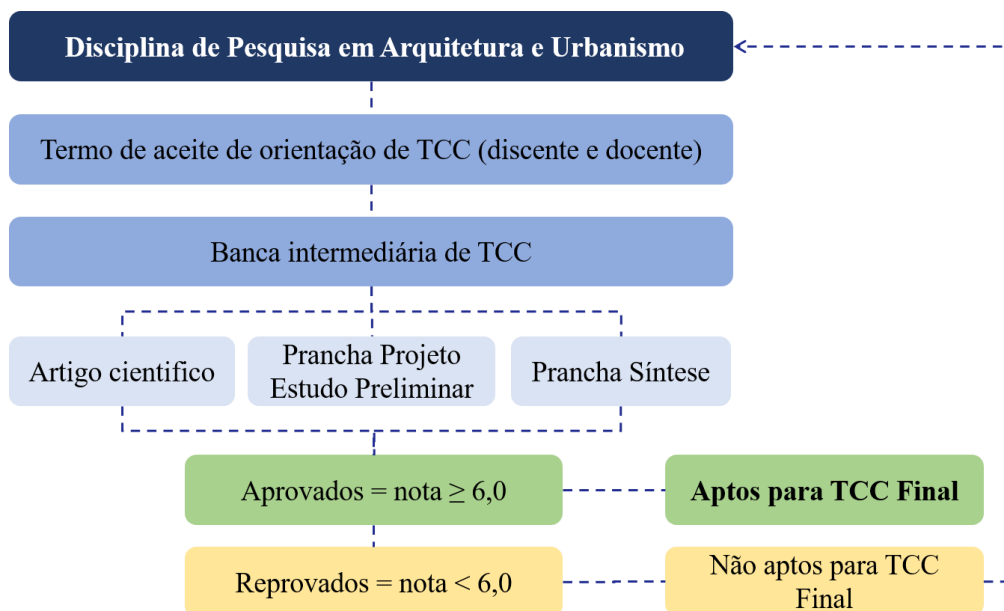 Disciplina de Pesquisa em Arquitetura e Urbanismo
Termo de aceite de orientação de TCC (discente e docente)
Banca intermediária de TCC
Artigo cientifico
Prancha Projeto
Estudo Preliminar
Prancha Síntese
Aprovados = nota ≥ 6,0
Aptos para TCC Final
Reprovados = nota < 6,0
Não aptos para TCC
Final